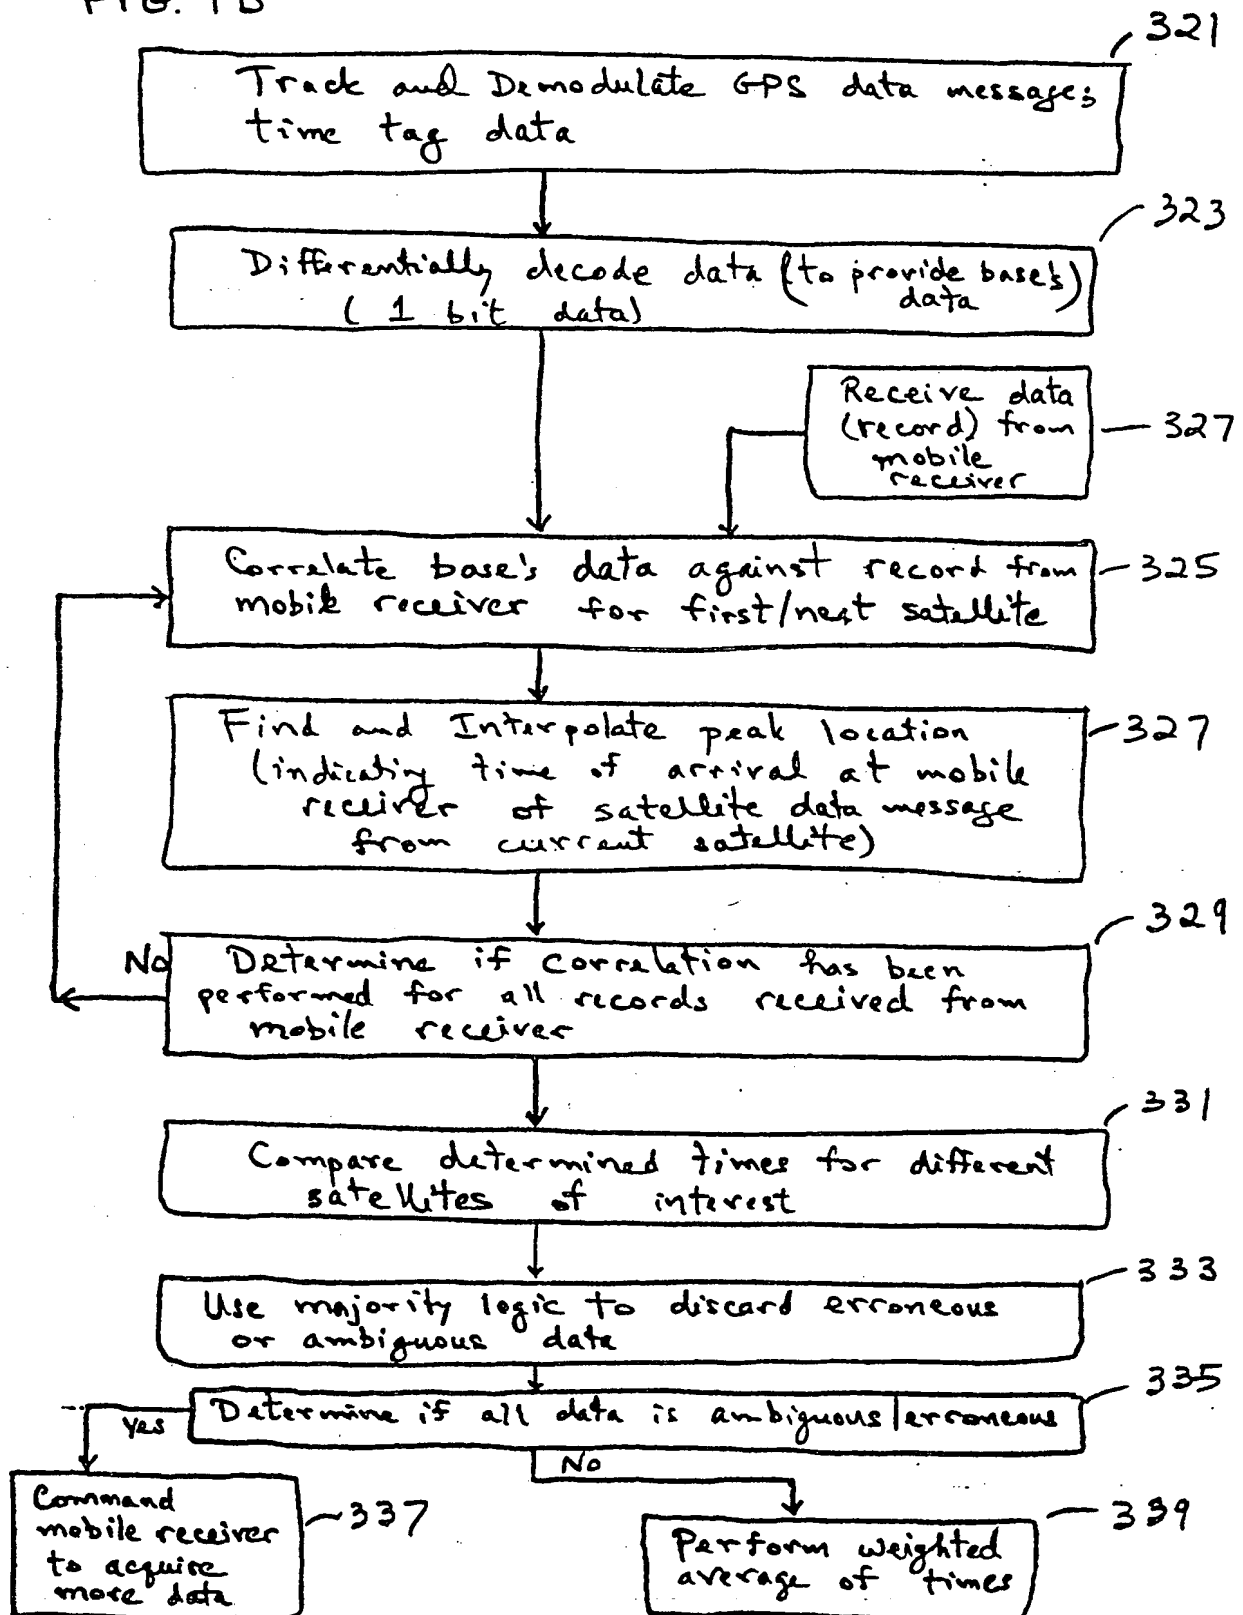 FIG. 7B
321
Track and Demodulate GPS data message;
time tag data
323
Differentially decode data (to provide base's
data)
(1 bit data)
Receive data
(record) from
mobile
receiver
327
Correlate base's data against record from
mobile receiver for first/next satellite
325
Find and Interpolate peak location
(indicating time of arrival at mobile
receiver of satellite data message
from current satellite)
327
329
No
Determine if correlation has been
performed for all records received from
mobile receiver
331
Compare determined times for different
satellites of interest
333
Use majority logic to discard erroneous
or ambiguous data
335
yes
Determine if all data is ambiguous/erroneous
No
Command
mobile receiver
to acquire
more data
337
339
Perform weighted
average of times